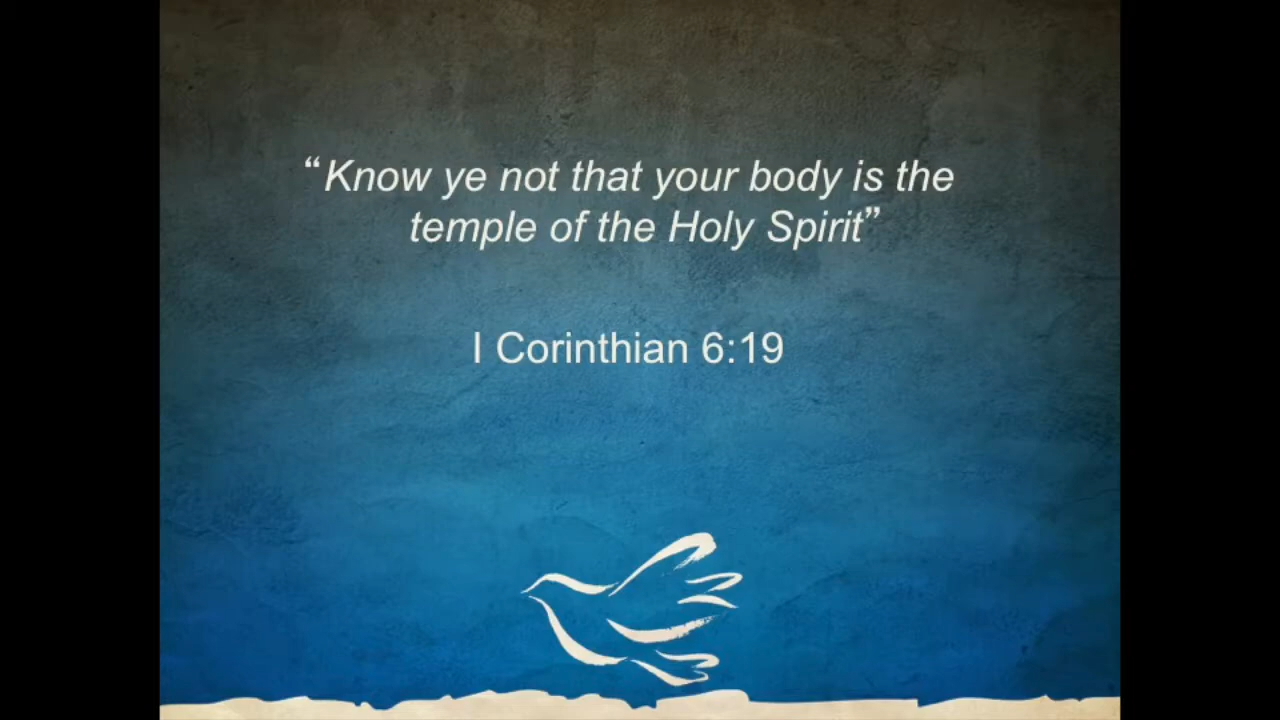 “Know ye not that your body is the
temple of the Holy Spirit”
I Corinthian 6:19